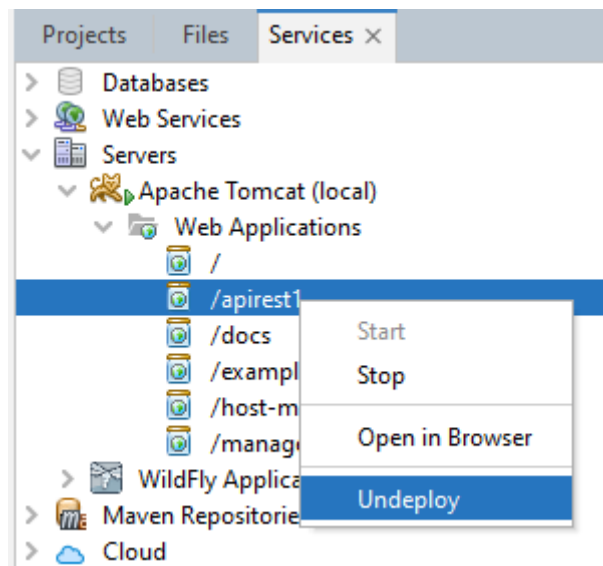 Projects Files Services ×
Databases
Web Services
Servers
Apache Tomcat (local)
Web Applications
/
/apirest1
/docs
/exampl
/host-m
/manag
WildFly Applica
Maven Repositorie
Cloud
Start
Stop
Open in Browser
Undeploy